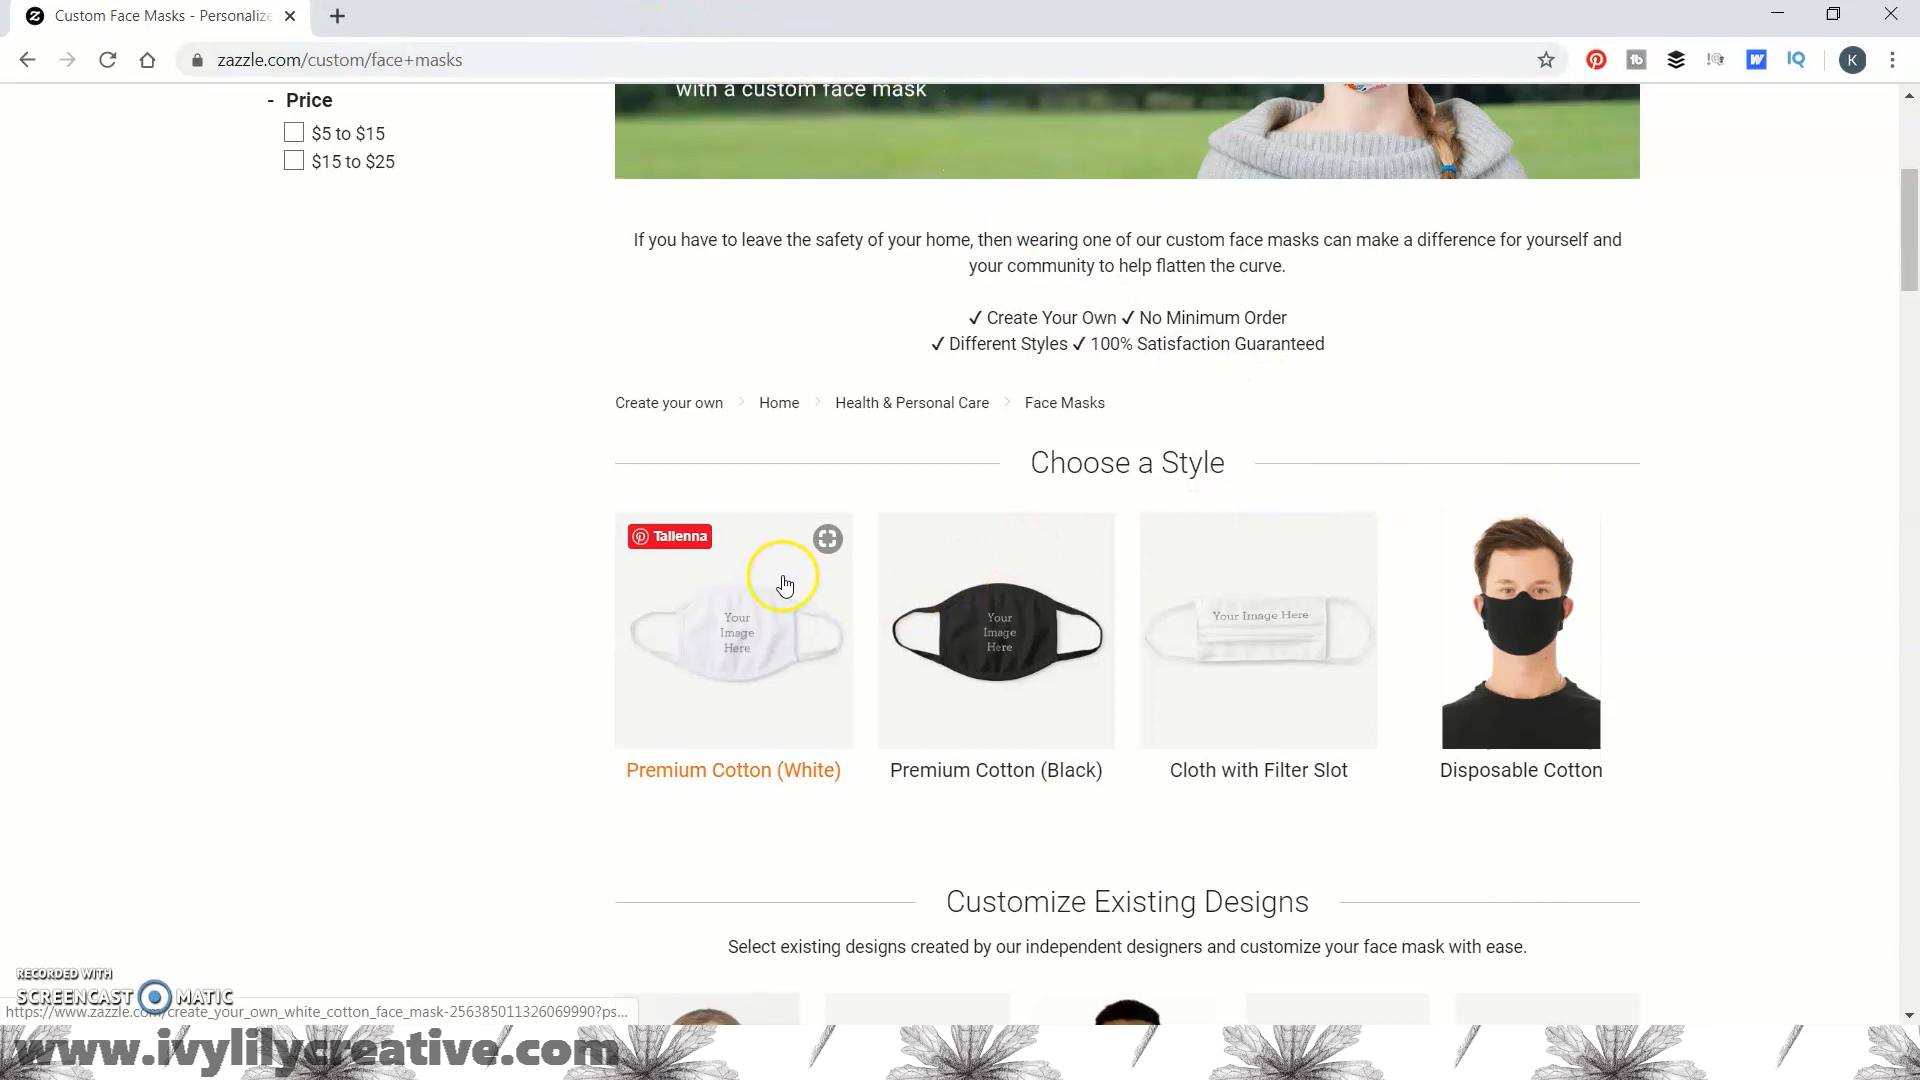 Custom Face Masks - Personalize
zazzle.com/custom/face+masks
K
- Price
$5 to $15
$15 to $25
with a custom face mask
If you have to leave the safety of your home, then wearing one of our custom face masks can make a difference for yourself and
your community to help flatten the curve.
✓ Create Your Own ✓ No Minimum Order
✓ Different Styles ✓ 100% Satisfaction Guaranteed
Create your own > Home > Health & Personal Care > Face Masks
Choose a Style
Tallenna
Your
Image
Here
Your
Image
Here
Your Image Here
Premium Cotton (White)
Premium Cotton (Black)
Cloth with Filter Slot
Disposable Cotton
Customize Existing Designs
Select existing designs created by our independent designers and customize your face mask with ease.
RECORDED WITH
SCREENCAST MATIC
https://www.zazzle.com/create_your_own_white_cotton_face_mask-256385011326069990?ps...
www.ivylilycreative.com